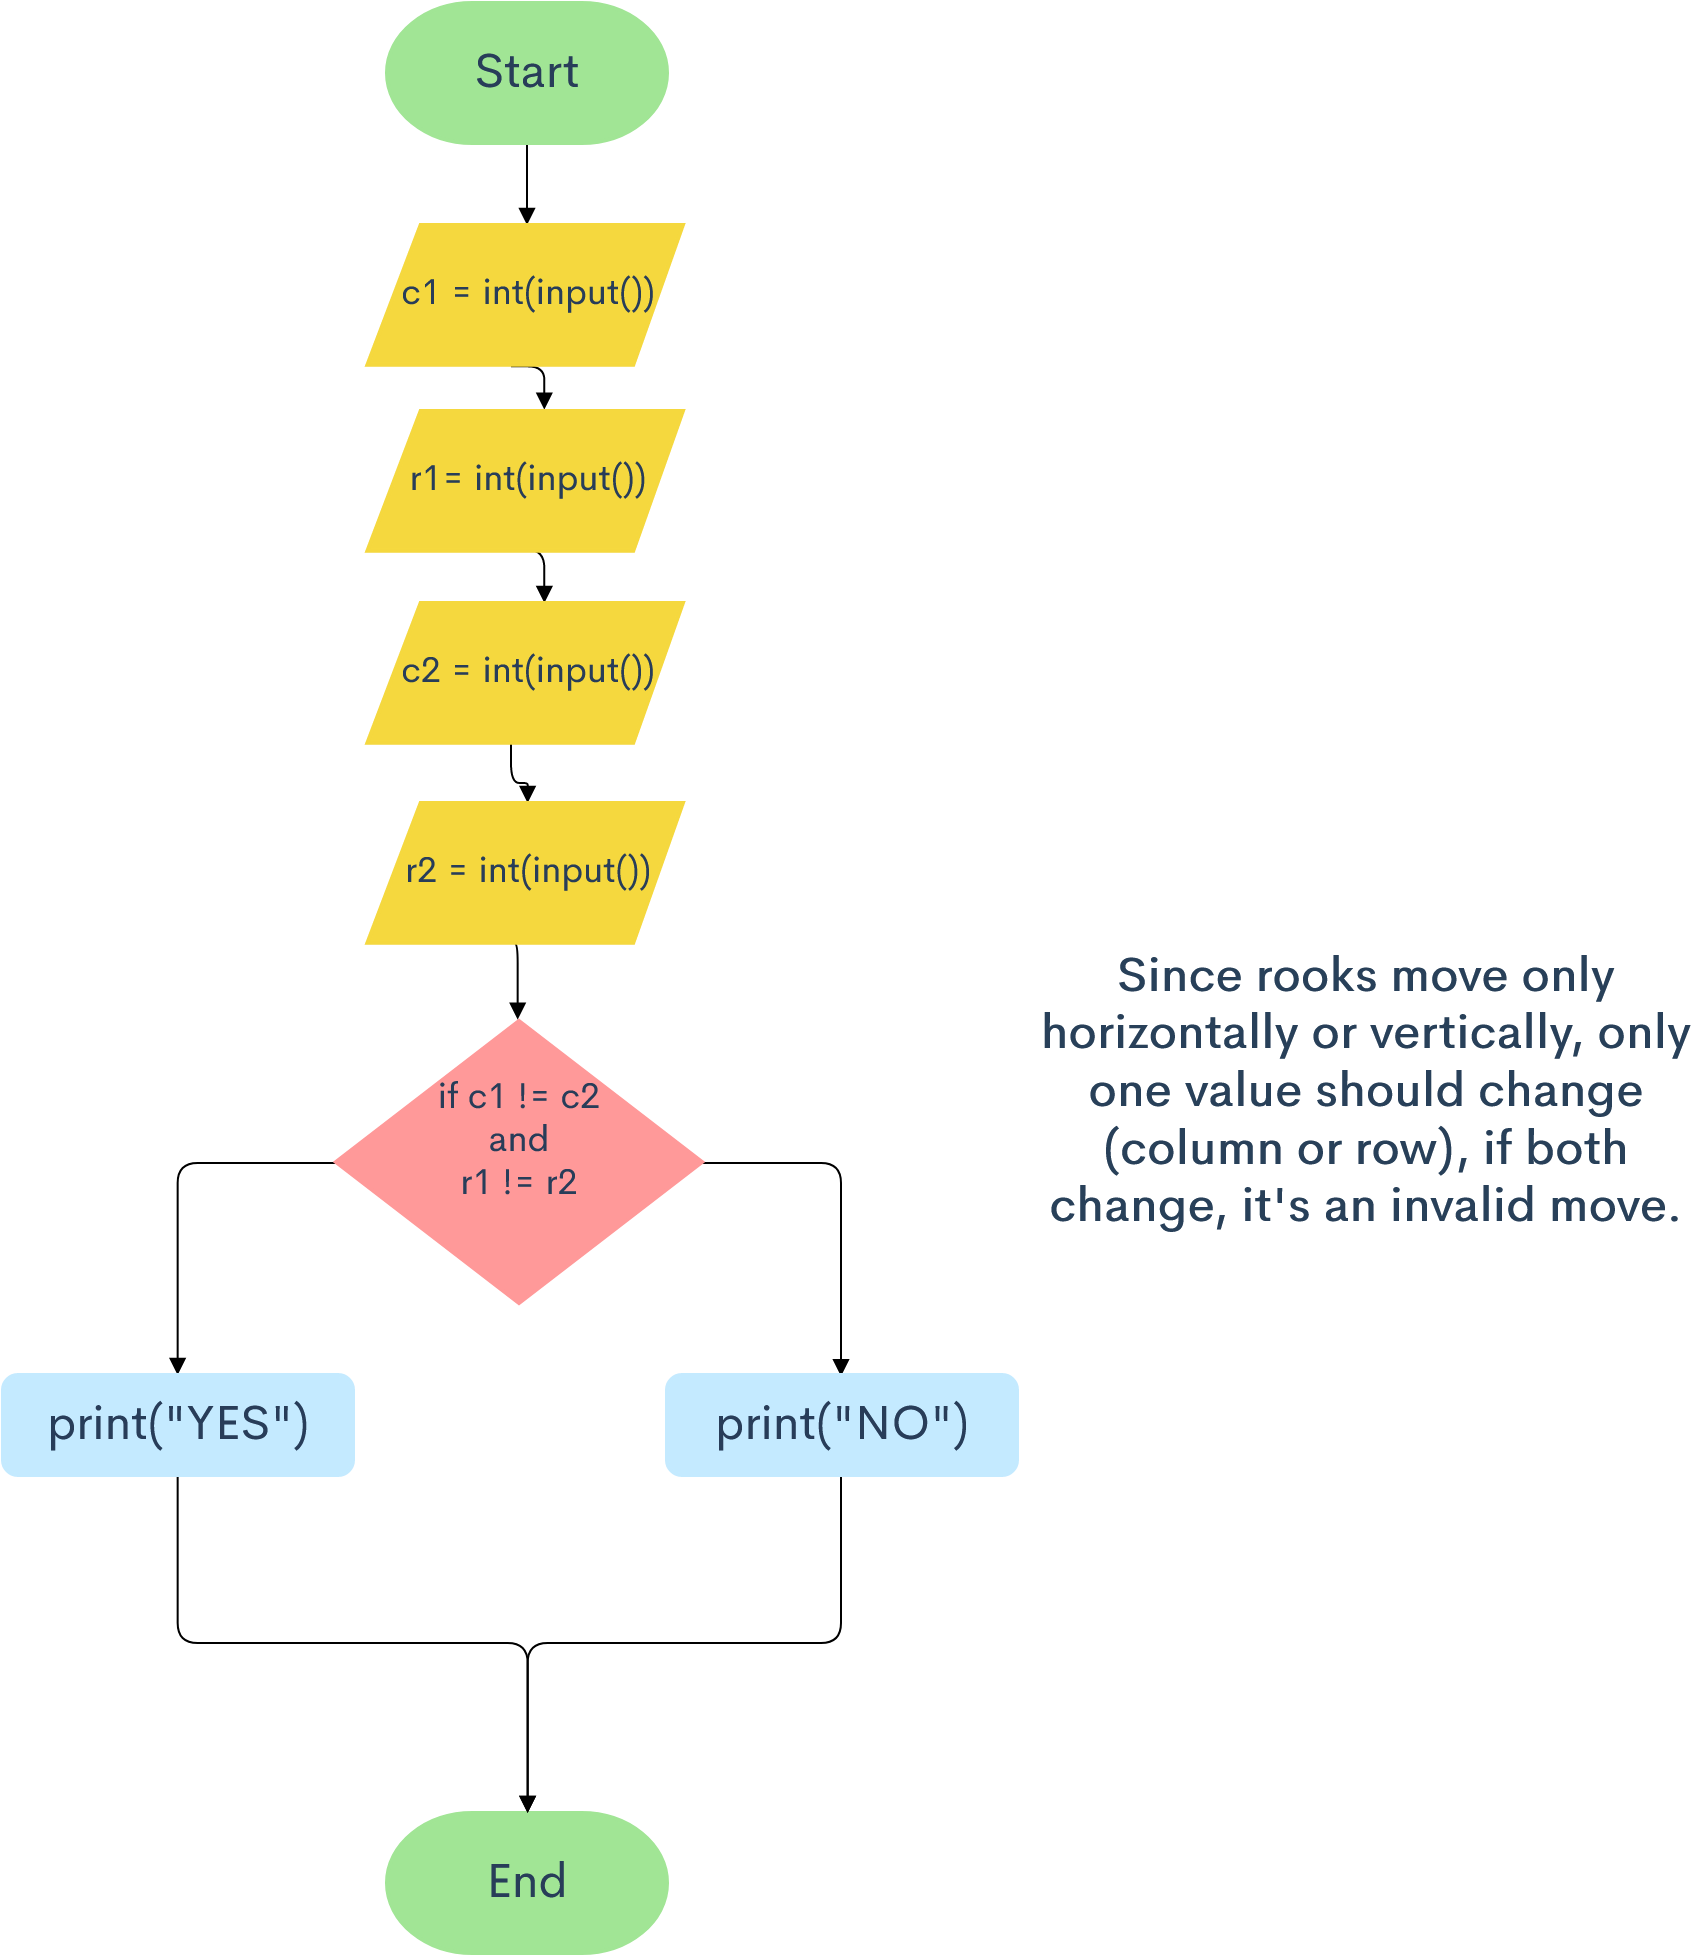 Start
c1 = int(input())
r1= int(input())
c2 = int(input())
r2 = int(input())
if c1 != c2
and
r1 != r2
Since rooks move only
horizontally or vertically, only
one value should change
(column or row), if both
change, it's an invalid move.
print("YES")
print("NO")
End